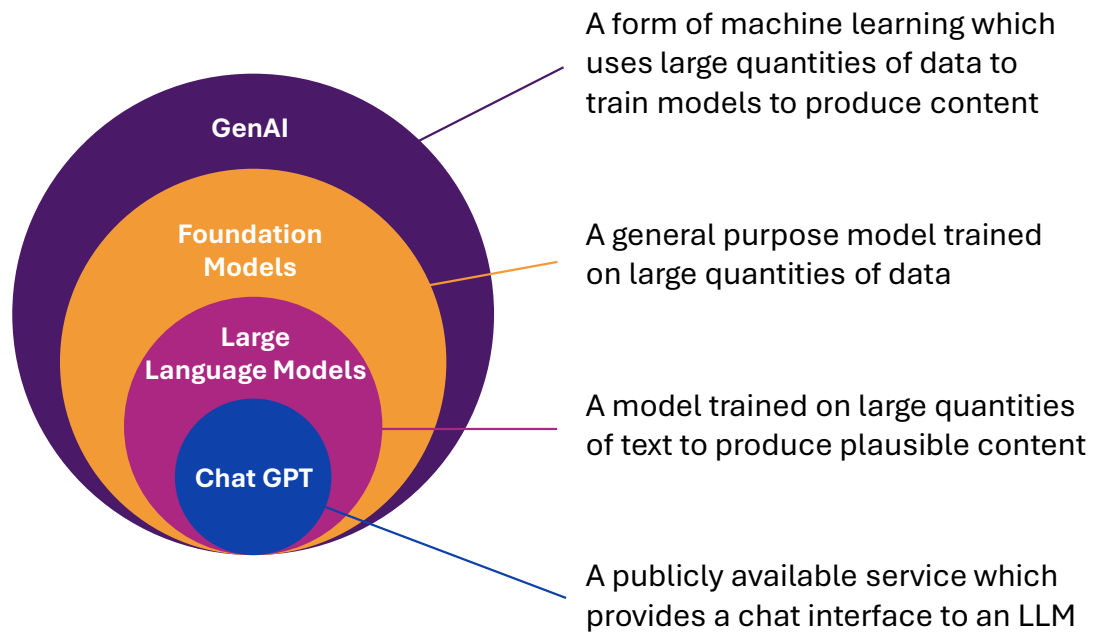 GenAI
A form of machine learning which
uses large quantities of data to
train models to produce content
Foundation
Models
A general purpose model trained
on large quantities of data
Large
Language Models
A model trained on large quantities
of text to produce plausible content
Chat GPT
A publicly available service which
provides a chat interface to an LLM